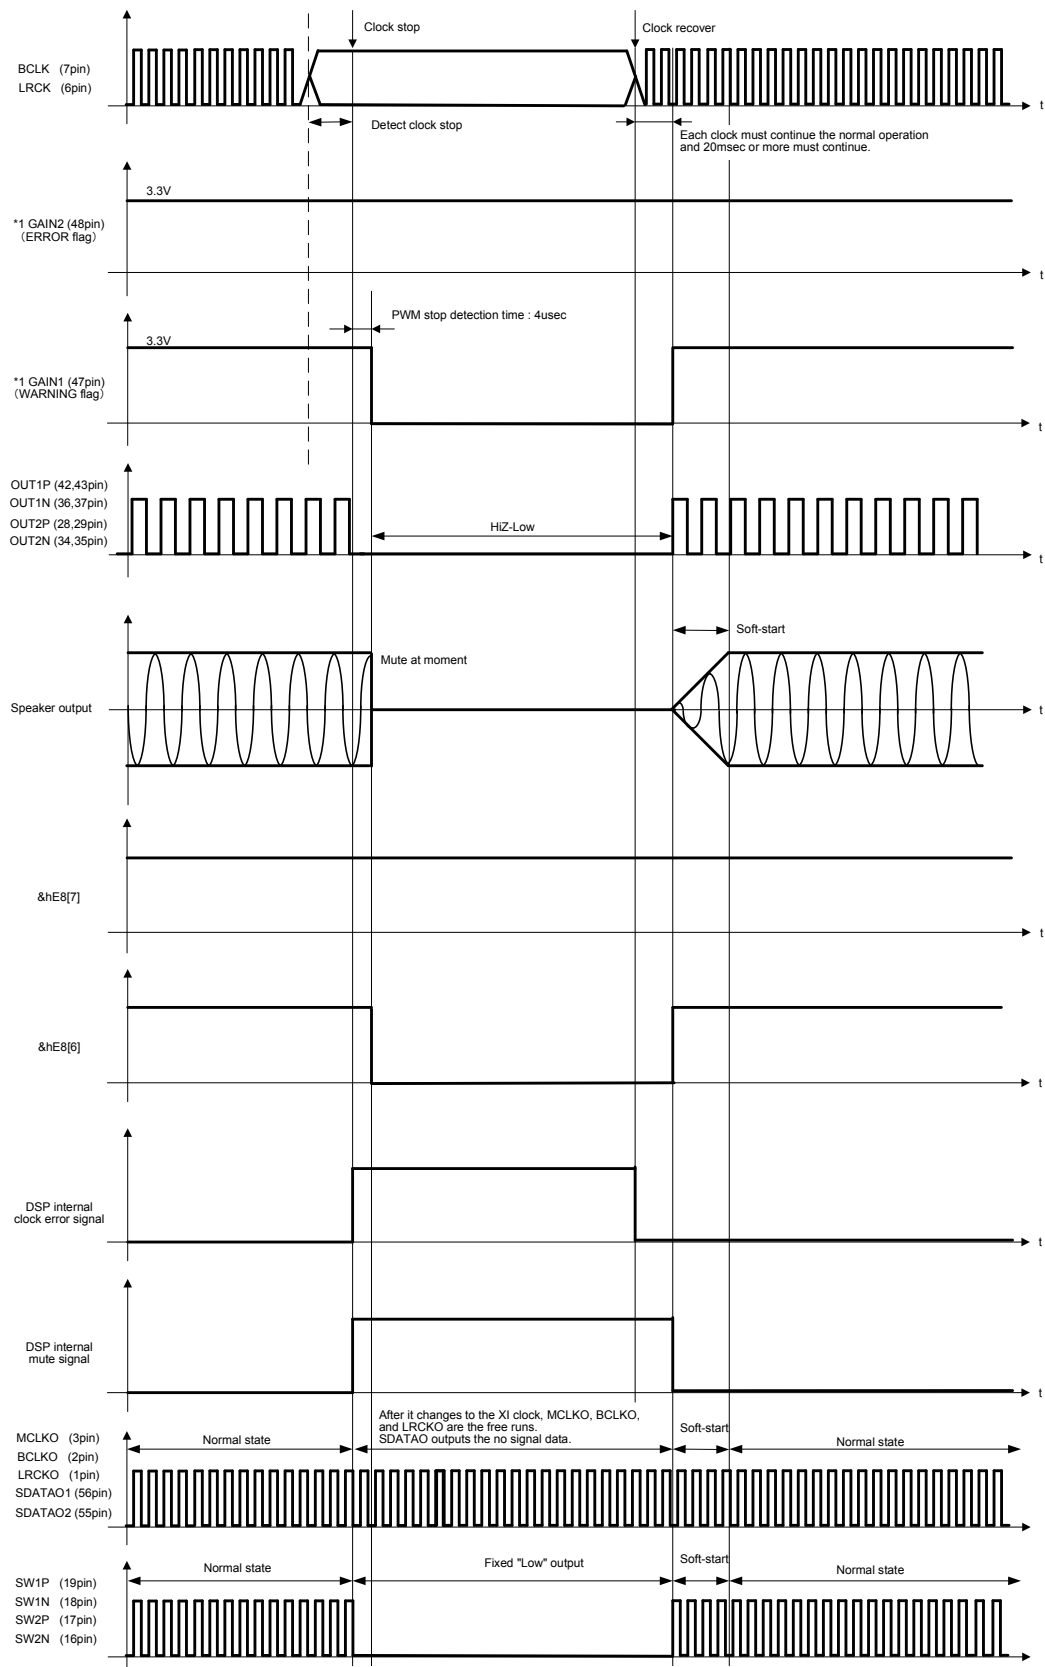 Clock stop
Clock recover
BCLK (7pin)
LRCK (6pin)
t
Detect clock stop
Each clock must continue the normal operation
and 20msec or more must continue.
3.3V
*1 GAIN2 (48pin)
(ERROR flag)
t
PWM stop detection time : 4usec
3.3V
*1 GAIN1 (47pin)
(WARNING flag)
t
OUT1P (42,43pin)
OUT1N (36,37pin)
OUT2P (28,29pin)
OUT2N (34,35pin)
HiZ-Low
t
Soft-start
Mute at moment
Speaker output
t
&hE8[7]
t
&hE8[6]
t
DSP internal
clock error signal
t
DSP internal
mute signal
t
After it changes to the XI clock, MCLKO, BCLKO,
and LRCKO are the free runs.
SDATAO outputs the no signal data.
MCLKO (3pin)
BCLKO (2pin)
LRCKO (1pin)
SDATAO1 (56pin)
SDATAO2 (55pin)
Normal state
Soft-start
Normal state
SW1P (19pin)
SW1N (18pin)
SW2P (17pin)
SW2N (16pin)
Normal state
Fixed "Low" output
Soft-start
Normal state